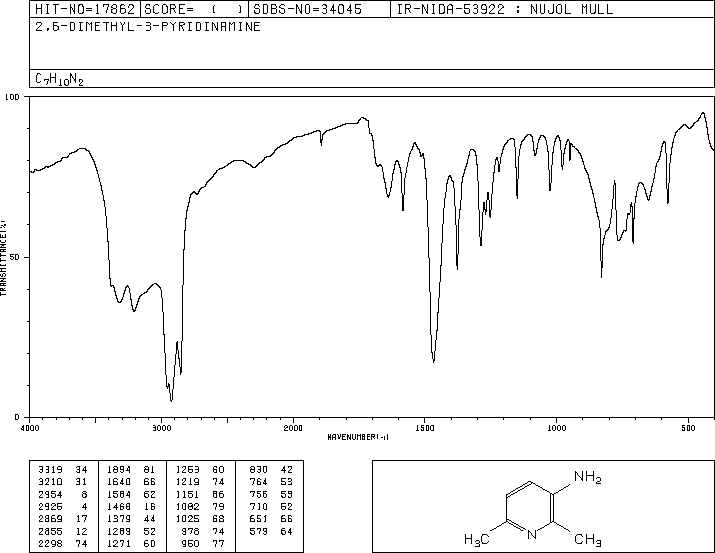 HIT-NO=17862 SCORE= ( ) SDBS-NO=34045 IR-NIDA-53922 : NUJOL MULL
2,6-DIMETHYL-3-PYRIDINAMINE
C7H10N2
100
TRANSMITTANCE(%)
50
0
4000 3000 2000 1500 1000 500
WAVENUMBER(-1)
3319 34 1894 81 1253 60 830 42
3210 31 1640 66 1219 74 764 53
2954 8 1584 62 1151 66 756 53
2925 4 1468 16 1082 79 710 52
2869 17 1379 44 1025 68 651 66
2855 12 1289 52 978 74 579 64
2298 74 1271 60 950 77
NH2
H3C N CH3